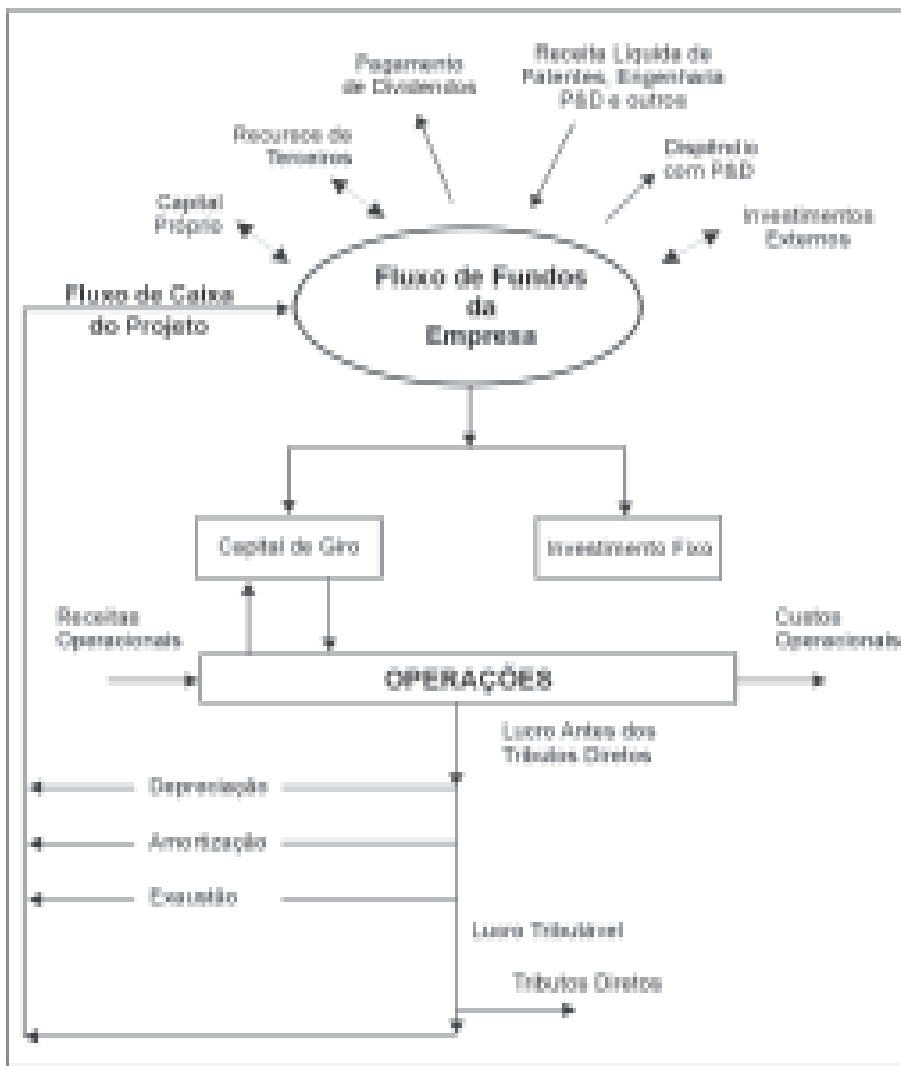 Pagamento
de Dividendos
Receita Líquida de
Patentes, Engenharia
P&D e outros
Recursos de
Terceiros
Dispêndio
com P&D
Capital
Próprio
Investimentos
Externos
Fluxo de Fundos
da
Empresa
Fluxo de Caixa
do Projeto
Capital de Giro
Investimento Fixo
Receitas
Operacionais
Custos
Operacionais
OPERAÇÕES
Lucro Antes dos
Tributos Diretos
Depreciação
Amortização
Exaustão
Lucro Tributável
Tributos Diretos